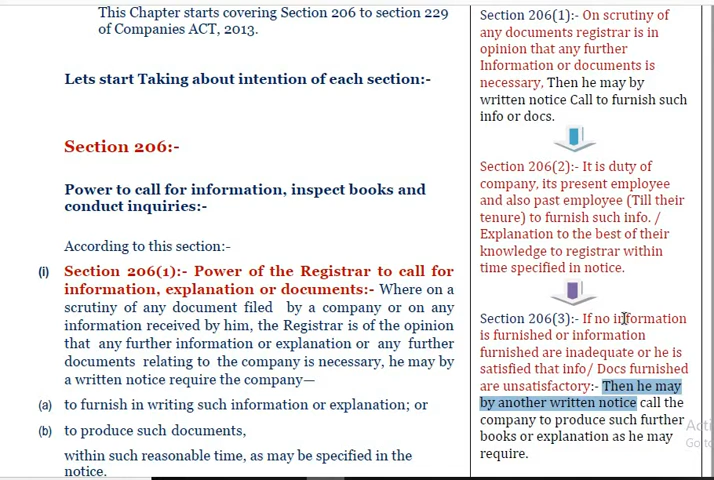 This Chapter starts covering Section 206 to section 229
of Companies ACT, 2013.
Lets start Taking about intention of each section:-
Section 206:-
Power to call for information, inspect books and
conduct inquiries:-
According to this section:-
(i) Section 206(1):- Power of the Registrar to call for
information, explanation or documents:- Where on a
scrutiny of any document filed by a company or on any
information received by him, the Registrar is of the opinion
that any further information or explanation or any further
documents relating to the company is necessary, he may by
a written notice require the company—
(a) to furnish in writing such information or explanation; or
(b) to produce such documents,
within such reasonable time, as may be specified in the
notice.
Section 206(1):- On scrutiny of
any documents registrar is in
opinion that any further
Information or documents is
necessary, Then he may by
written notice Call to furnish such
info or docs.
Section 206(2):- It is duty of
company, its present employee
and also past employee (Till their
tenure) to furnish such info. /
Explanation to the best of their
knowledge to registrar within
time specified in notice.
Section 206(3):- If no information
is furnished or information
furnished are inadequate or he is
satisfied that info/ Docs furnished
are unsatisfactory:- Then he may
by another written notice call the
company to produce such further
books or explanation as he may
require.